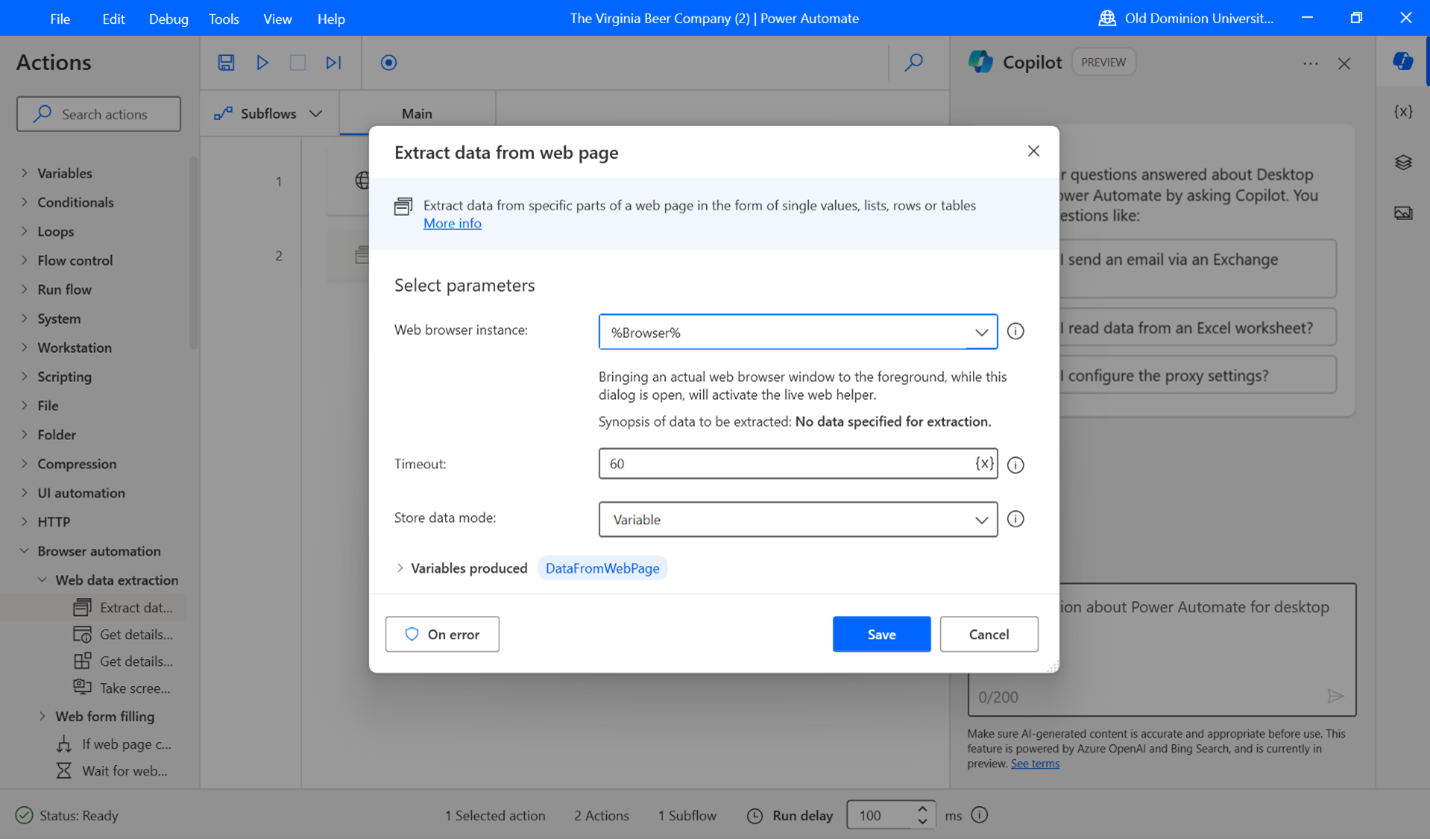 File Edit Debug Tools View Help
The Virginia Beer Company (2) | Power Automate
Old Dominion Universit...
Actions
Search actions
Variables
Conditionals
Loops
Flow control
Run flow
System
Workstation
Scripting
File
Folder
Compression
UI automation
HTTP
Browser automation
Web data extraction
Extract dat...
Get details...
Get details...
Take scree...
Web form filling
If web page c...
Wait for web...
Subflows
Main
1
2
Extract data from web page
Extract data from specific parts of a web page in the form of single values, lists, rows or tables
More info
Select parameters
Web browser instance: %Browser%
Bringing an actual web browser window to the foreground, while this
dialog is open, will activate the live web helper.
Synopsis of data to be extracted: No data specified for extraction.
Timeout: 60 {x}
Store data mode: Variable
Variables produced DataFromWebPage
On error
Save
Cancel
Copilot PREVIEW
{x}
r questions answered about Desktop
ower Automate by asking Copilot. You
estions like:
I send an email via an Exchange
I read data from an Excel worksheet?
I configure the proxy settings?
ion about Power Automate for desktop
0/200
Make sure AI-generated content is accurate and appropriate before use. This
feature is powered by Azure OpenAI and Bing Search, and is currently in
preview. See terms
Status: Ready
1 Selected action
2 Actions
1 Subflow
Run delay 100 ms